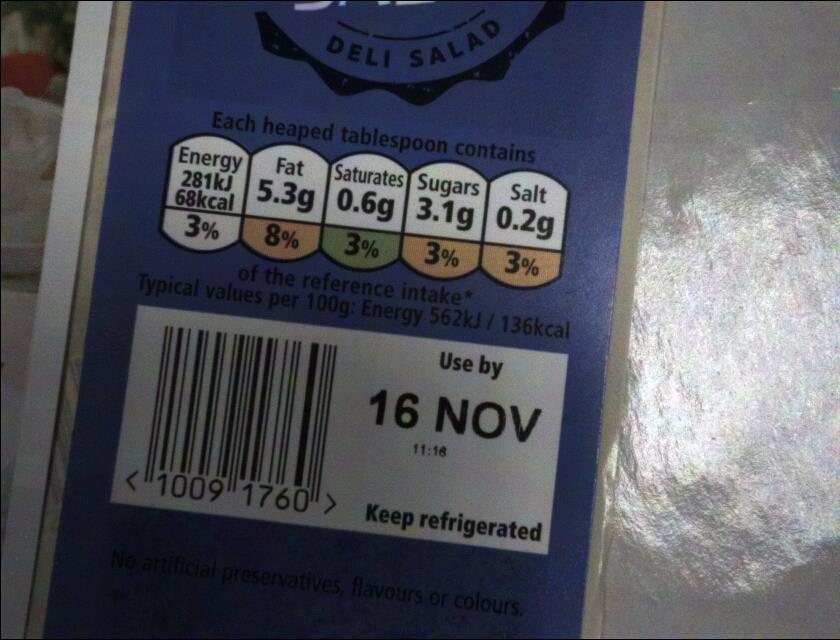 DELI SALAD
Each heaped tablespoon contains
Energy 281kJ 68kcal 3%
Fat 5.3g 8%
Saturates 0.6g 3%
Sugars 3.1g 3%
Salt 0.2g 3%
of the reference intake*
Typical values per 100g: Energy 562kJ / 136kcal
Use by
16 NOV
11:16
< 1009 1760 >
Keep refrigerated
No artificial preservatives, flavours or colours.